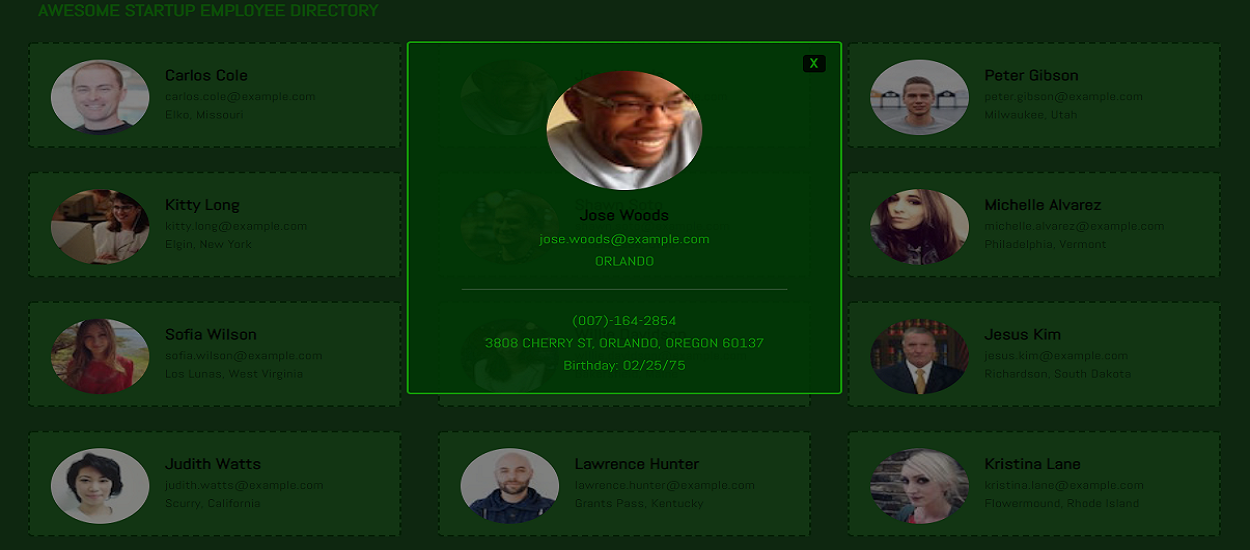 AWESOME STARTUP EMPLOYEE DIRECTORY
Carlos Cole
carlos.cole@example.com
Elko, Missouri
X
Jose Woods
jose.woods@example.com
ORLANDO
(007)-164-2854
3808 CHERRY ST, ORLANDO, OREGON 60137
Birthday: 02/25/75
Peter Gibson
peter.gibson@example.com
Milwaukee, Utah
Kitty Long
kitty.long@example.com
Elgin, New York
Shawn Soto
Michelle Alvarez
michelle.alvarez@example.com
Philadelphia, Vermont
Sofia Wilson
sofia.wilson@example.com
Los Lunas, West Virginia
Jesus Kim
jesus.kim@example.com
Richardson, South Dakota
Judith Watts
judith.watts@example.com
Scurry, California
Lawrence Hunter
lawrence.hunter@example.com
Grants Pass, Kentucky
Kristina Lane
kristina.lane@example.com
Flowermound, Rhode Island